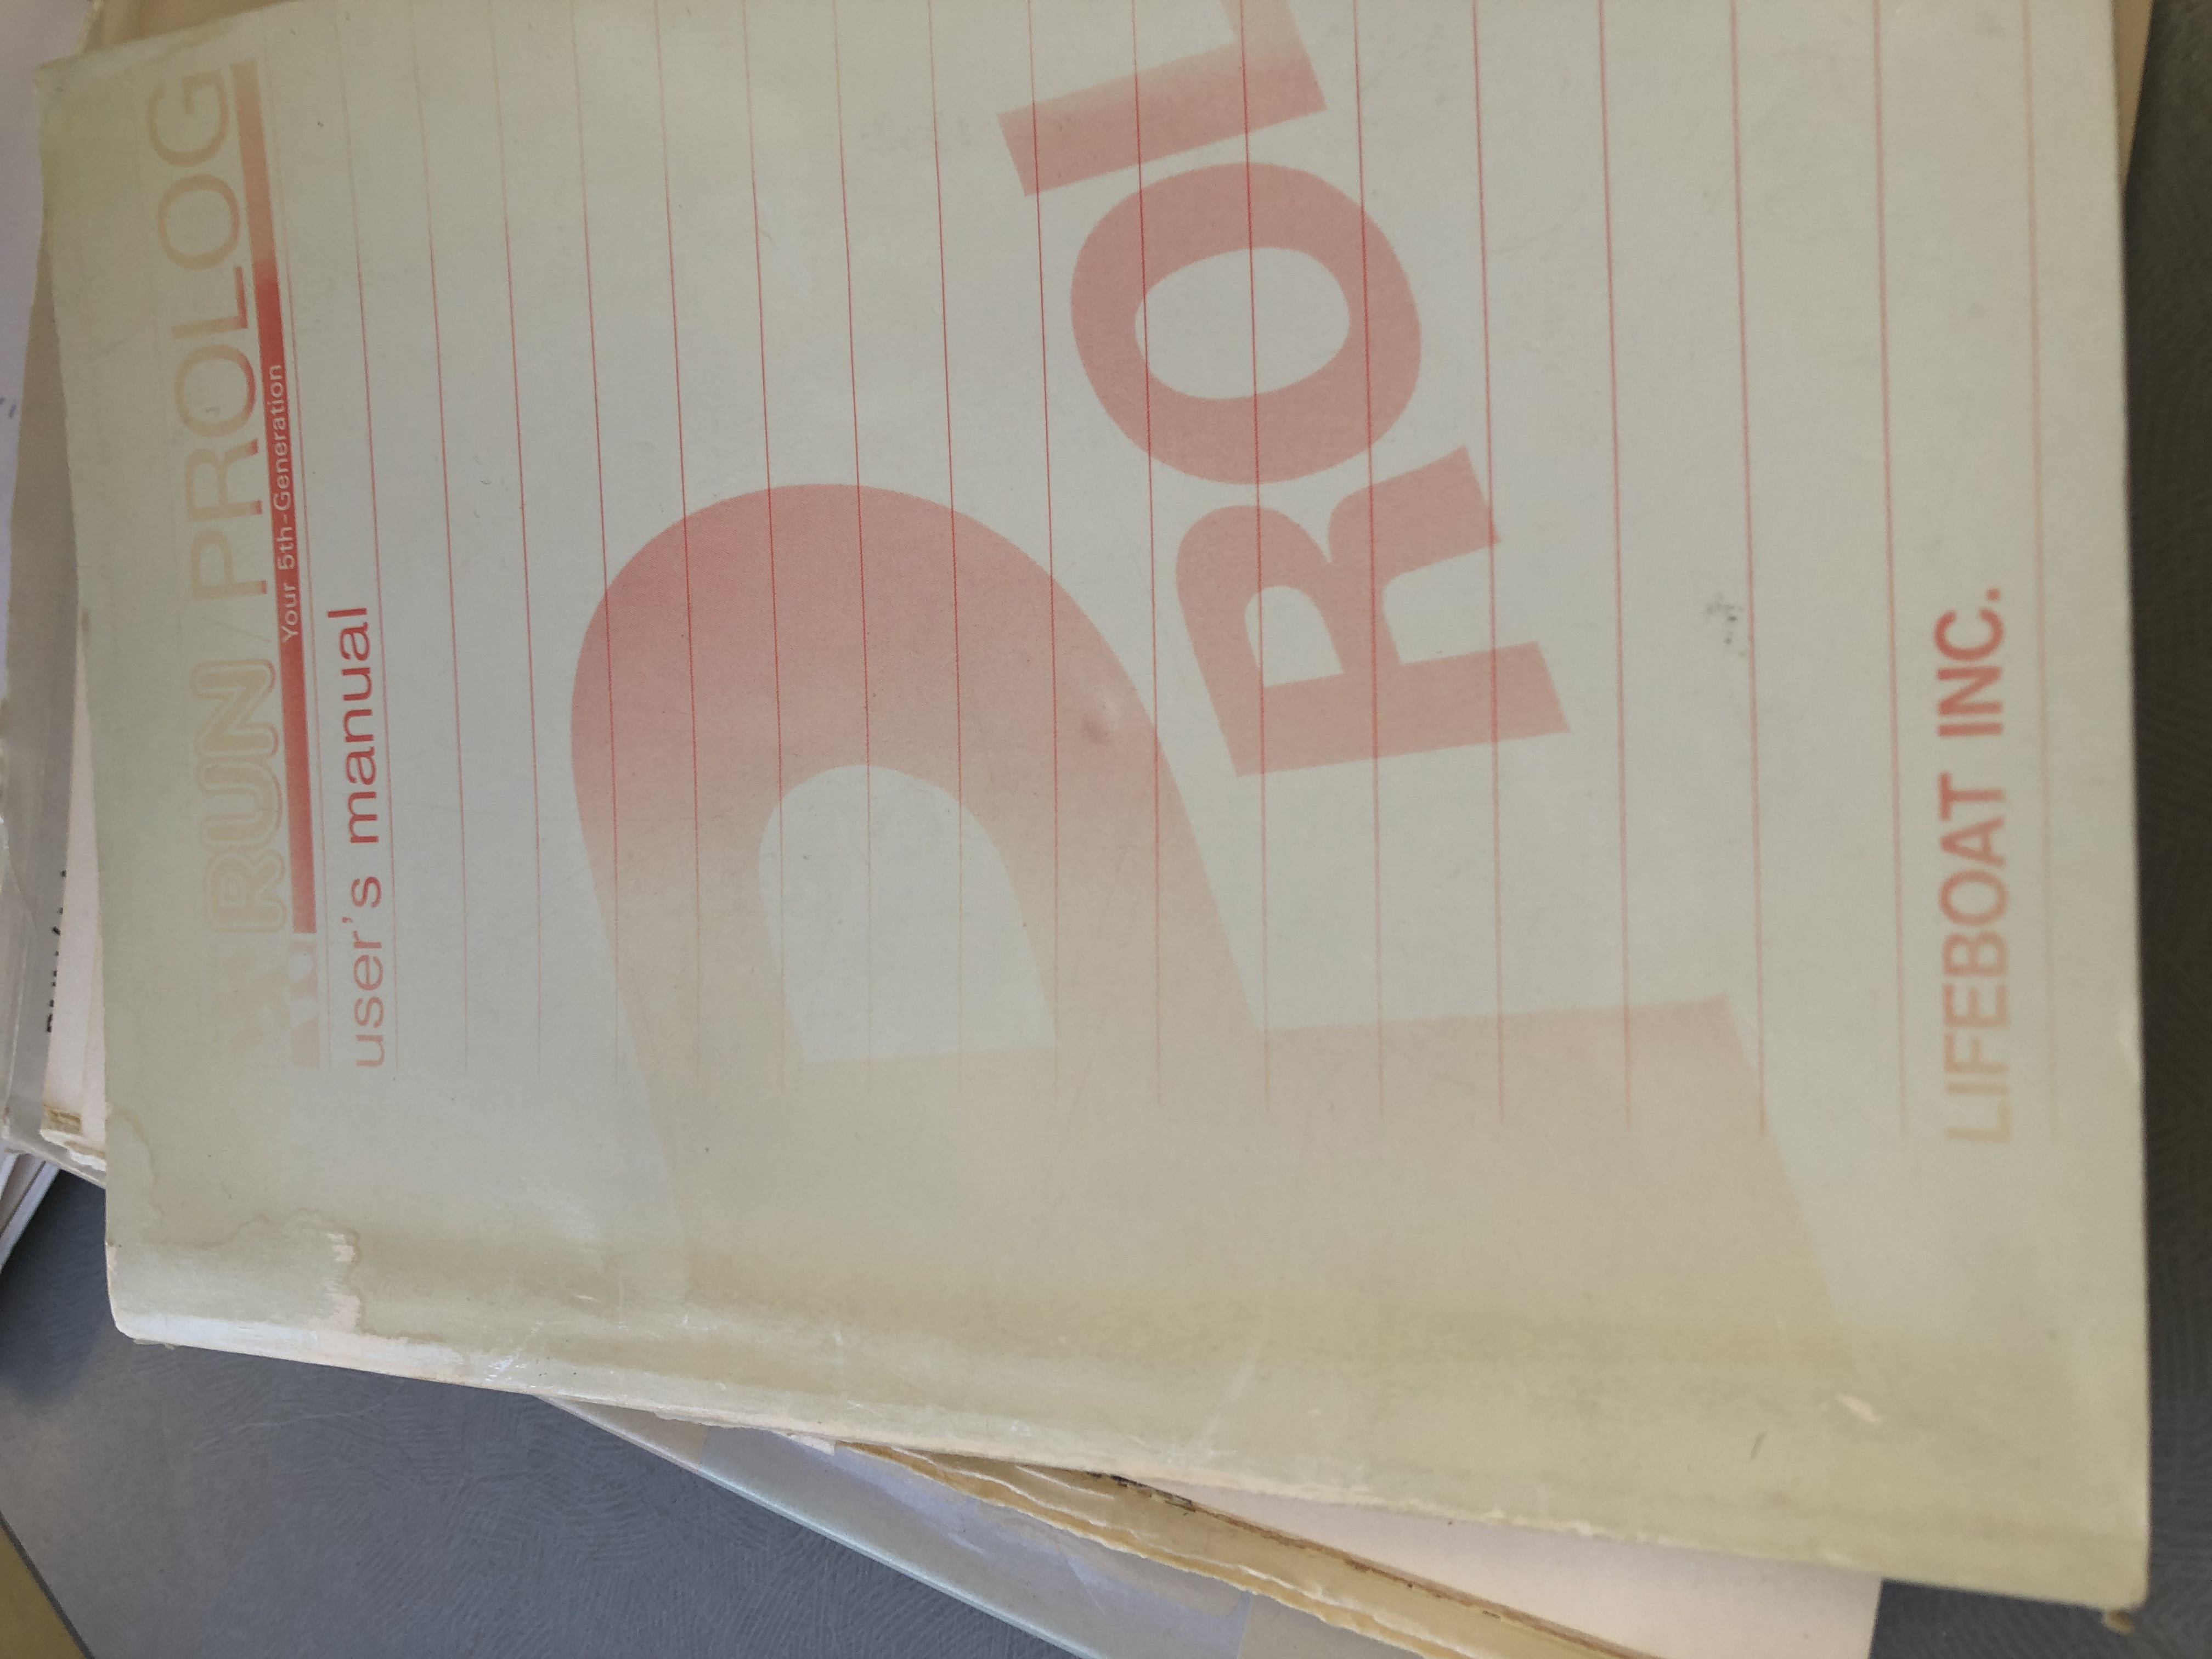 RUN/PROLOG
Your 5th-Generation
user's manual
PROL
LIFEBOAT INC.